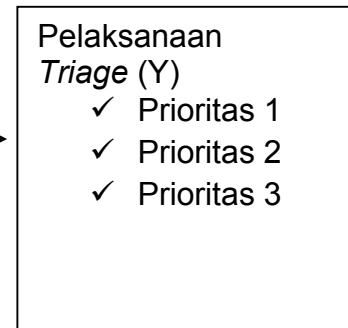 Pelaksanaan
Triage (Y)
✓ Prioritas 1
✓ Prioritas 2
✓ Prioritas 3